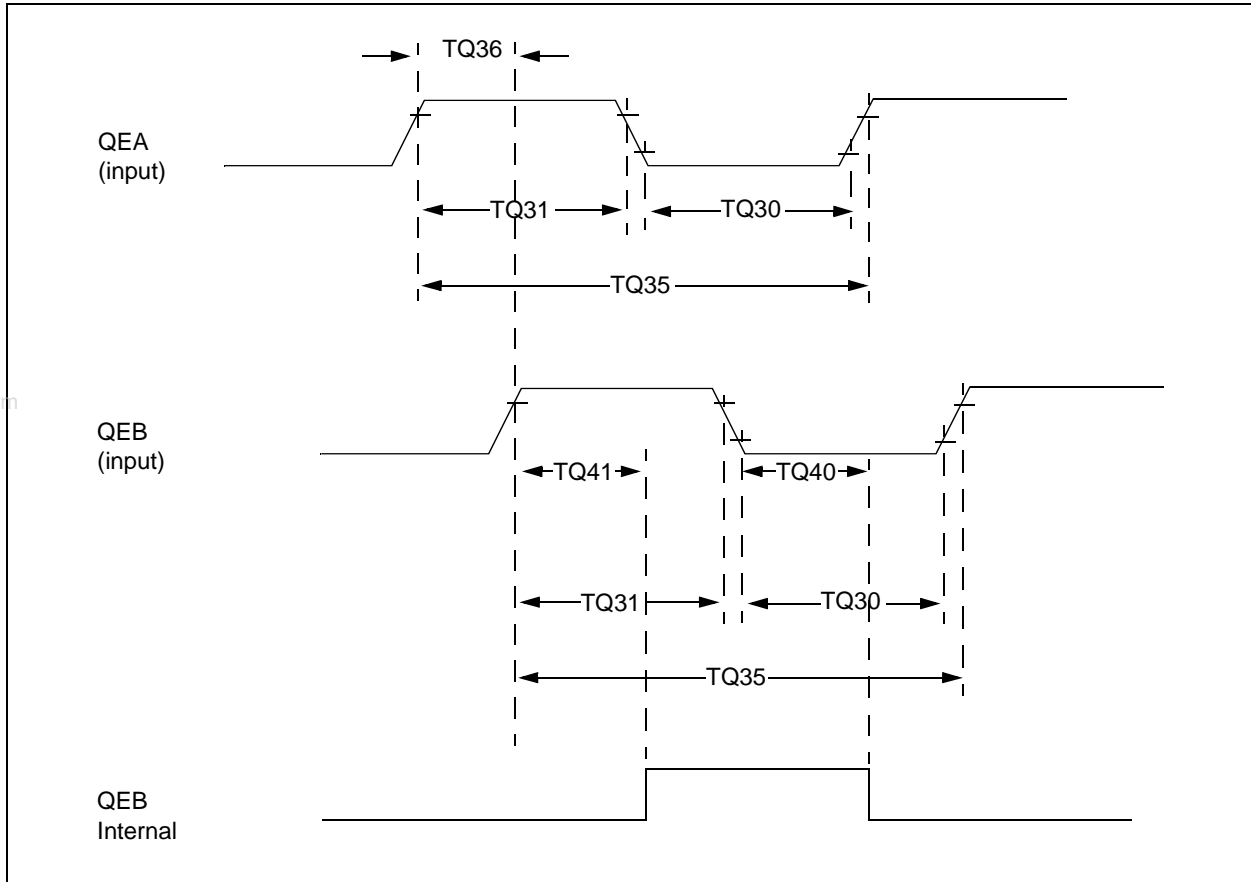 TQ36
QEA
(input)
TQ31
TQ30
TQ35
m
QEB
(input)
TQ41
TQ40
TQ31
TQ30
TQ35
QEB
Internal